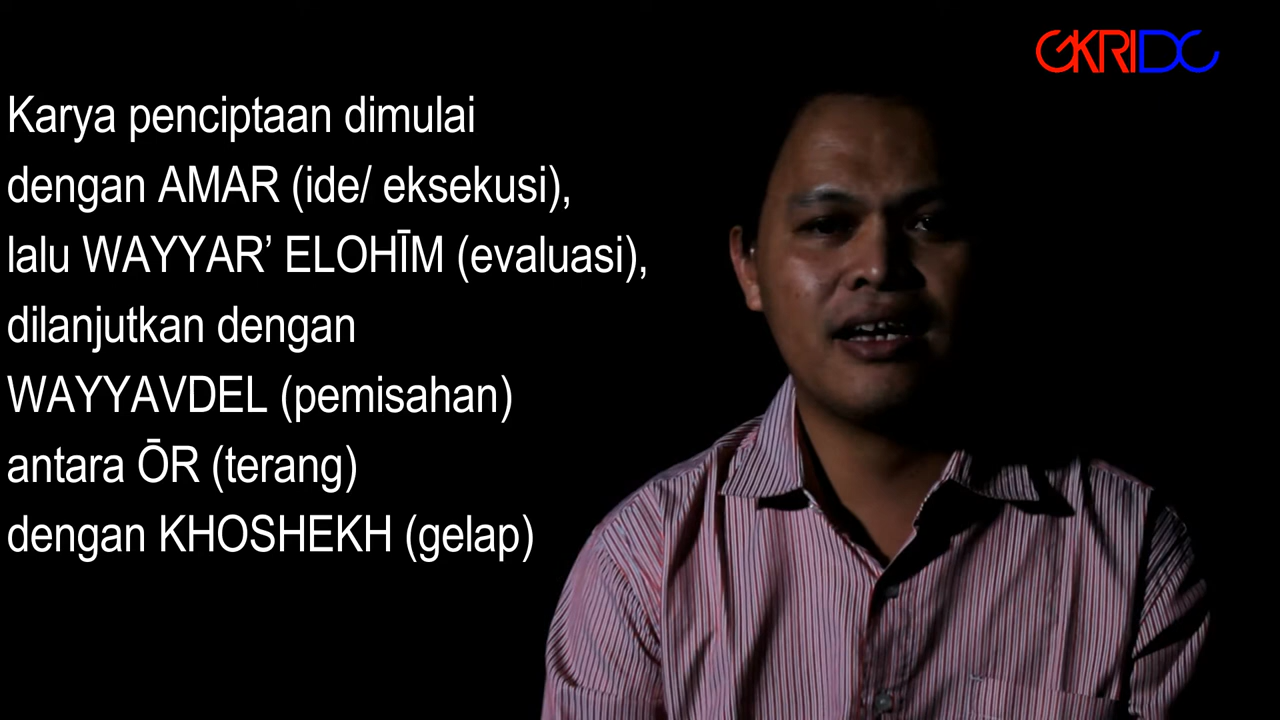 GKRIDC
Karya penciptaan dimulai
dengan AMAR (ide/ eksekusi),
lalu WAYYAR’ ELOHĪM (evaluasi),
dilanjutkan dengan
WAYYAVDEL (pemisahan)
antara ŌR (terang)
dengan KHOSHEKH (gelap)